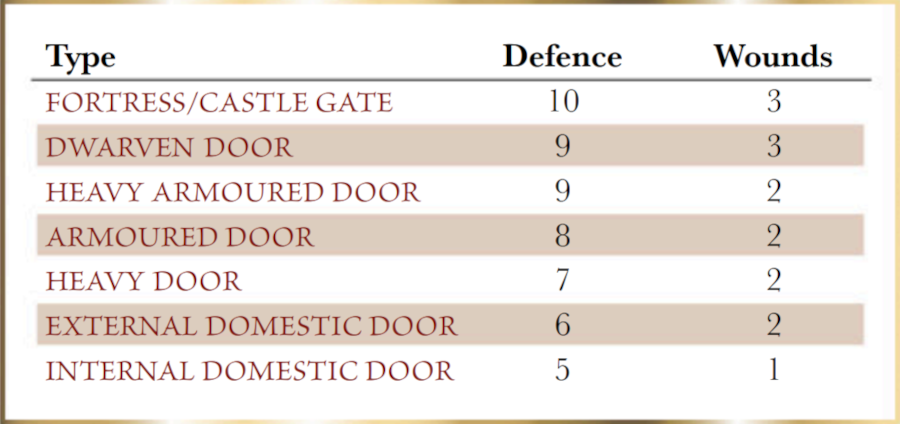 Type Defence Wounds
FORTRESS/CASTLE GATE 10 3
DWARVEN DOOR 9 3
HEAVY ARMOURED DOOR 9 2
ARMOURED DOOR 8 2
HEAVY DOOR 7 2
EXTERNAL DOMESTIC DOOR 6 2
INTERNAL DOMESTIC DOOR 5 1